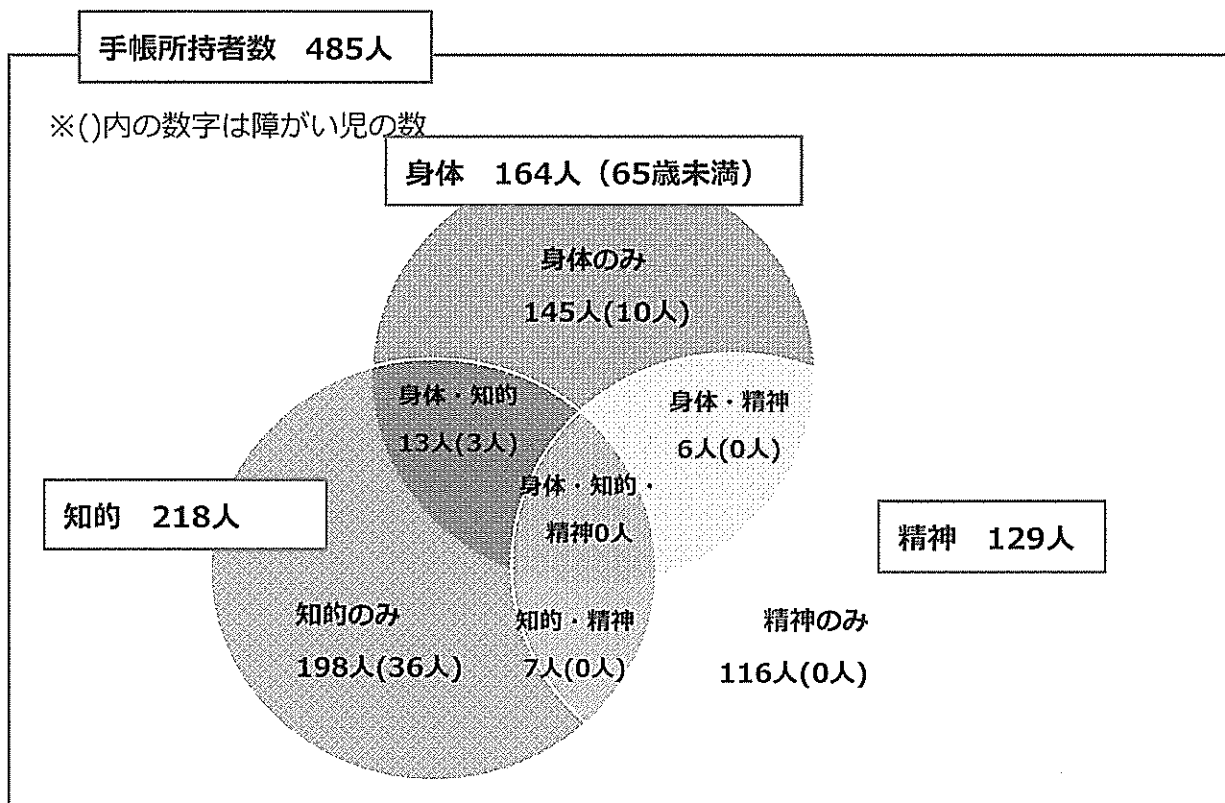 手帳所持者数　485人
※()内の数字は障がい児の数
身体　164人（65歳未満）
身体のみ
145人(10人)
身体・知的
13人(3人)
身体・精神
6人(0人)
身体・知的・
精神0人
知的　218人
精神　129人
知的のみ
198人(36人)
知的・精神
7人(0人)
精神のみ
116人(0人)